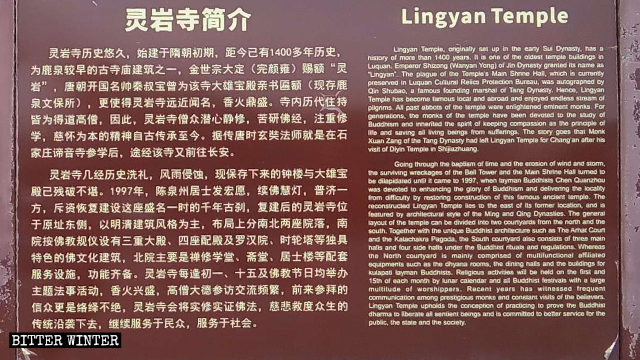 灵岩寺简介
灵岩寺历史悠久，始建于隋朝初期，距今已有1400多年历史，
为鹿泉较早的古寺庙建筑之一，金世宗大定（完颜雍）赐额“灵
岩”，唐朝开国名帅秦叔宝曾为该寺大雄宝殿亲书匾额（现存鹿
泉文保所），更使得灵岩寺远近闻名，香火鼎盛。寺内历代住持
皆为得道高僧，因此，灵岩寺僧众潜心静修，苦研佛经，注重修
学，慈怀为本的精神自古传承至今。据传唐时玄奘法师就是在石
家庄谛音寺参学后，途经该寺又前往长安。
灵岩寺几经历史洗礼，风雨侵蚀，现保存下来的钟楼与大雄宝
殿已残破不堪。1997年，陈泉州居士发宏愿，续佛慧灯，普济一
方，斥资恢复建设这座盛名一时的千年古刹，复建后的灵岩寺位
于原址东侧，以明清建筑风格为主，布局上分南北两座院落，南
院按佛教规仪设有三重大殿、四座配殿及罗汉院、时轮塔等独具
特色的佛文化建筑，北院主要是禅修学堂、斋堂、居士楼等配套
服务设施，功能齐备。灵岩寺每逢初一、十五及佛教节日均举办
主题法事活动，香火兴盛，高僧大德参访交流频繁，前来参拜的
信众更是络绎不绝，灵岩寺会将实修实证佛法，慈悲救度众生的
传统沿袭下去，继续服务于民众，服务于社会。
Lingyan Temple
Lingyan Temple, originally set up in the early Sui Dynasty, has a
history of more than 1400 years. It is one of the oldest temple buildings in
Luquan. Emperor Shizong (Wanyan Yong) of Jin Dynasty granted its name as
"Lingyan". The plague of the Temple's Main Shrine Hall, which is currently
preserved in Luquan Cultural Relics Protection Bureau, was autographed by
Qin Shubao, a famous founding marshal of Tang Dynasty. Hence, Lingyan
Temple has become famous local and abroad and enjoyed endless stream of
pilgrims. All past abbots of the temple were enlightened eminent monks. For
generations, the monks of the temple have been devoted to the study of
Buddhism and inherited the spirit of keeping compassion as the principle of
life and saving all living beings from sufferings. The story goes that Monk
Xuan Zang of the Tang Dynasty had left Lingyan Temple for Chang'an after his
visit of Diyin Temple in Shijiazhuang.
Going through the baptism of time and the erosion of wind and storm,
the surviving wreckages of the Bell Tower and the Main Shrine Hall turned to
be dilapidated until it came to 1997, when layman Buddhists Chen Quanzhou
was devoted to enhancing the glory of Buddhism and delivering the locality
from difficulty by restoring construction of this famous ancient temple. The
reconstructed Lingyan Temple lies to the east of its former location, and is
featured by architectural style of the Ming and Qing Dynasties. The general
layout of the temple can be divided into two courtyards from the north and the
south. Together with the unique Buddhism architecture such as The Arhat Court
and the Kalachakra Pagoda, the South courtyard also consists of three main
halls and four side halls under the Buddhist rituals and regulations. Whereas
the North courtyard is mainly comprised of multifunctional affiliated
equipments such as the dhyana rooms, the dining halls and the buildings for
kulapati layman Buddhists. Religious activities will be held on the first and
15th of each month by lunar calendar and all Buddhist festivals with a large
multitude of worshippers. Recent years has witnessed frequent
communication among prestigious monks and constant visits of the believers.
Lingyan Temple upholds the conception of practicing to prove the Buddhist
dharma to liberate all sentient beings and is committed to better service for the
public, the state and the society.
BITTER WINTER